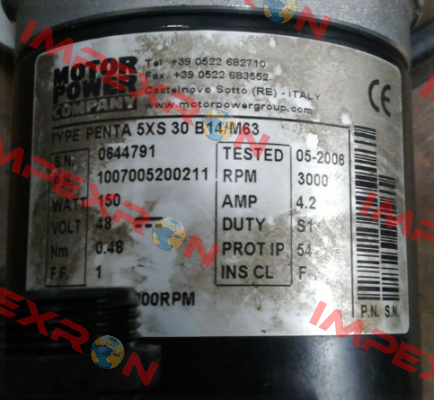 MOTOR POWER COMPANY
Tel +39 0522 682710
Fax +39 0522 683552
Castelnovo Sotto (RE) - ITALY
www.motorpowergroup.com
CE
TYPE PENTA 5XS 30 B14/M63
S.N. 0644791 TESTED 05-2006
1007005200211 RPM 3000
WATT 150 AMP 4.2
VOLT 48 DUTY S1
Nm 0.48 PROT IP 54
F.F. 1 INS CL F
00RPM
P.N. S.N.
IMPEXRON
IMPEXRON
IMPEXRON
IMPEXRON